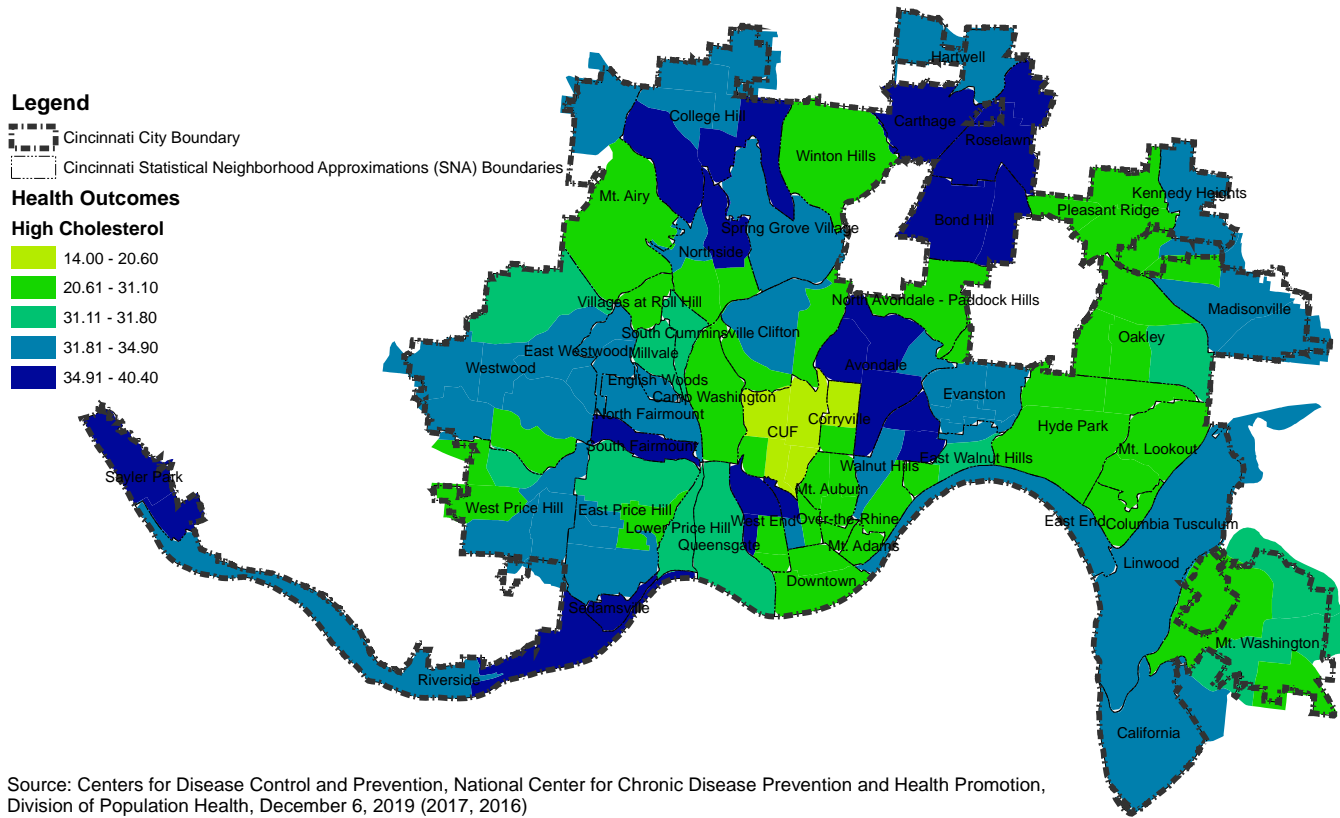 Legend
Cincinnati City Boundary
Cincinnati Statistical Neighborhood Approximations (SNA) Boundaries
Health Outcomes
High Cholesterol
14.00 - 20.60
20.61 - 31.10
31.11 - 31.80
31.81 - 34.90
34.91 - 40.40
Hartwell
College Hill
Carthage
Roselawn
Winton Hills
Mt. Airy
Kennedy Heights
Pleasant Ridge
Bond Hill
Spring Grove Village
Northside
Villages at Roll Hill
North Avondale - Paddock Hills
Madisonville
South Cumminsville
Clifton
Oakley
East Westwood
Millvale
Westwood
Avondale
English Woods
Camp Washington
Evanston
North Fairmount
Corryville
CUF
Hyde Park
South Fairmount
Mt. Lookout
East Walnut Hills
Walnut Hills
Sayler Park
Mt. Auburn
West Price Hill
East Price Hill
Over-the-Rhine
West End
East End
Columbia Tusculum
Lower Price Hill
Queensgate
Mt. Adams
Linwood
Downtown
Sedamsville
Mt. Washington
Riverside
California
Source: Centers for Disease Control and Prevention, National Center for Chronic Disease Prevention and Health Promotion,
Division of Population Health, December 6, 2019 (2017, 2016)